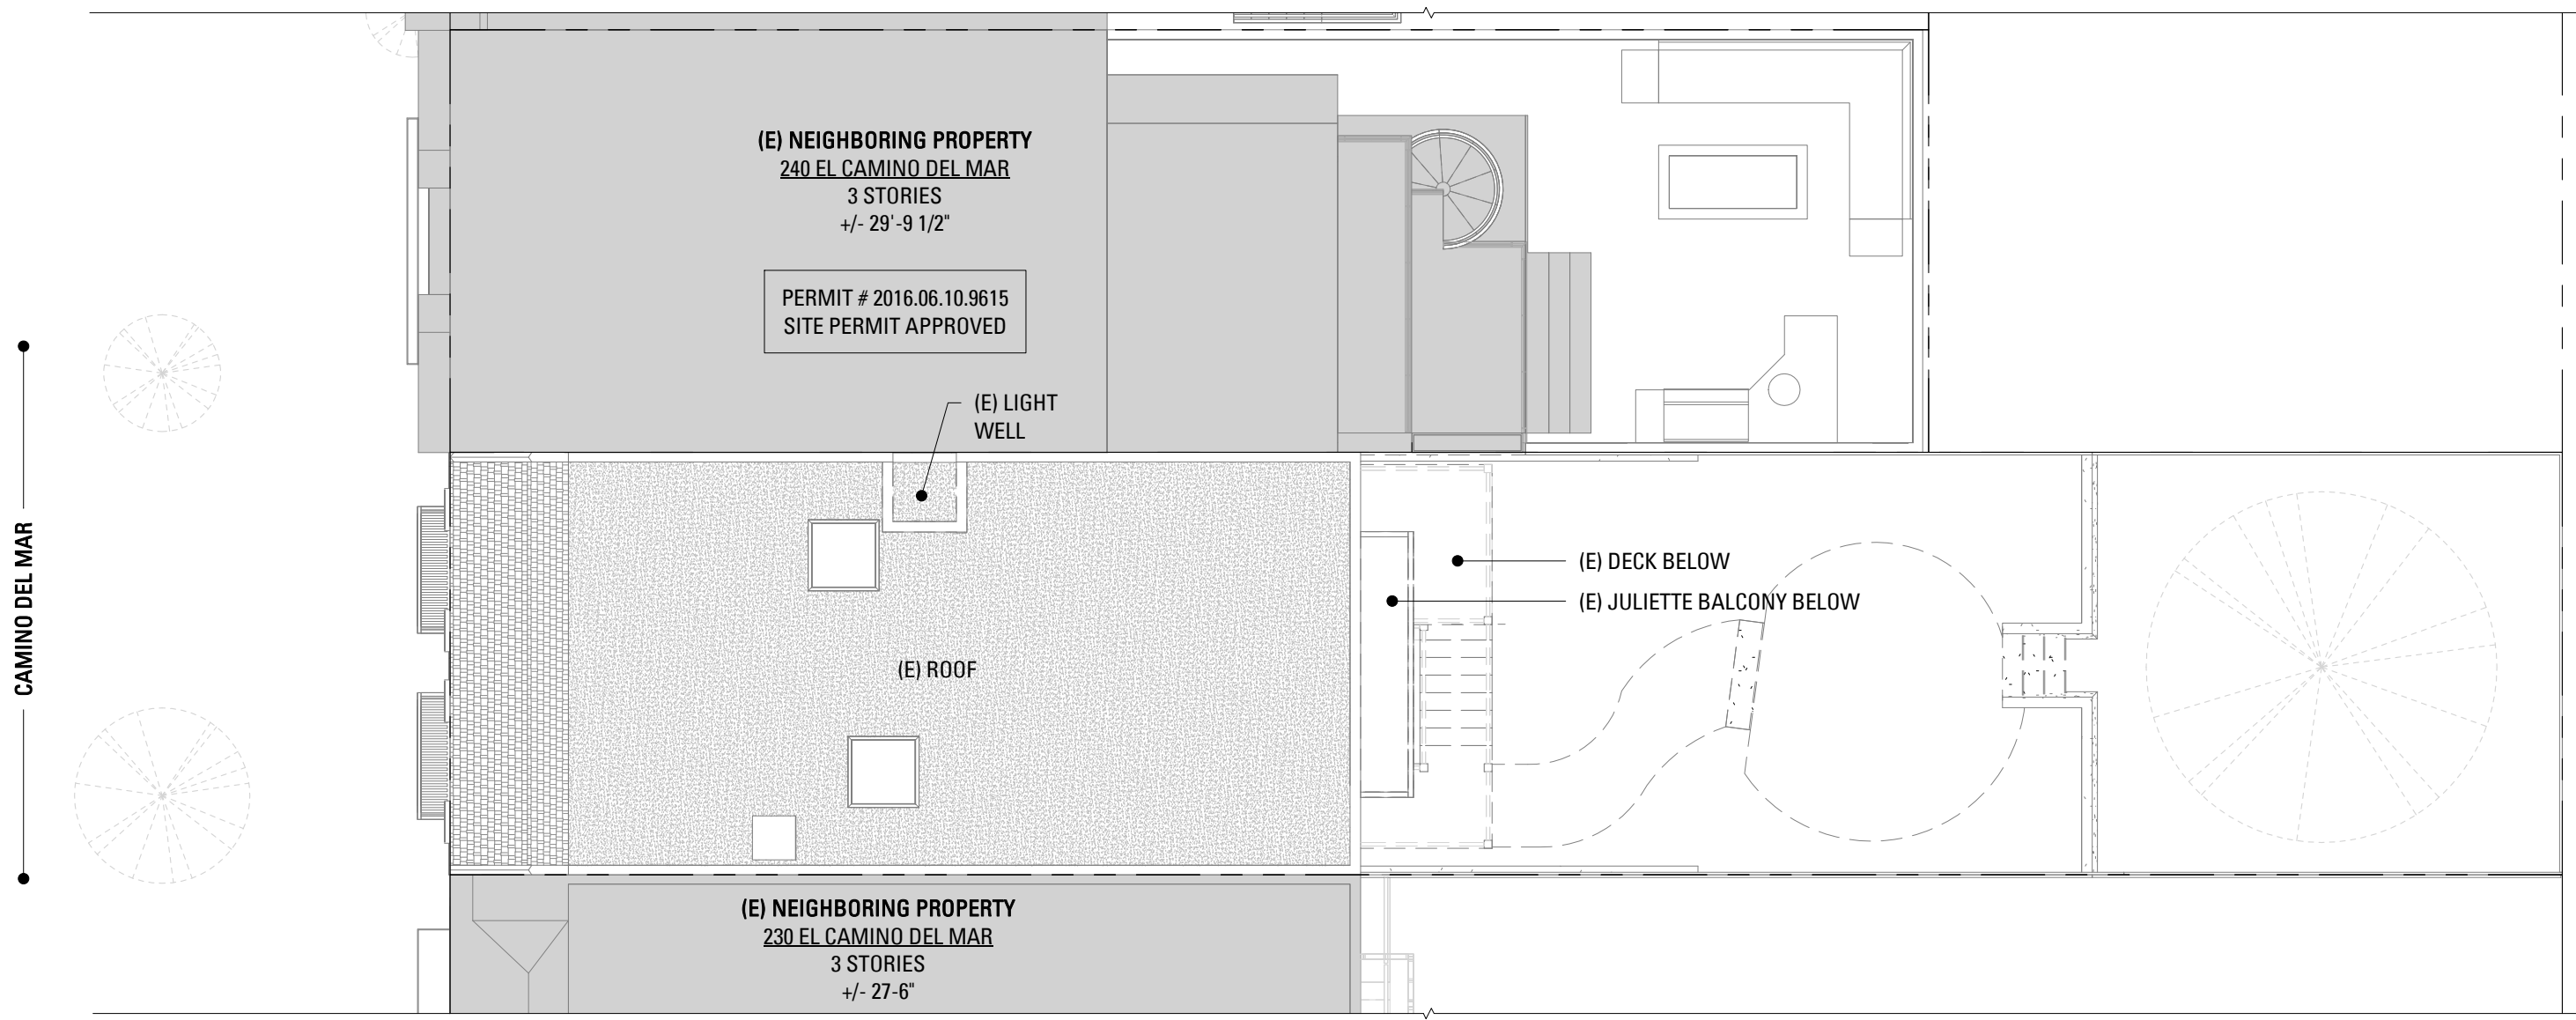 (E) NEIGHBORING PROPERTY
240 EL CAMINO DEL MAR
3 STORIES
+/- 29'-9 1/2"
PERMIT # 2016.06.10.9615
SITE PERMIT APPROVED
(E) LIGHT
WELL
CAMINO DEL MAR
(E) DECK BELOW
(E) JULIETTE BALCONY BELOW
(E) ROOF
(E) NEIGHBORING PROPERTY
230 EL CAMINO DEL MAR
3 STORIES
+/- 27-6"